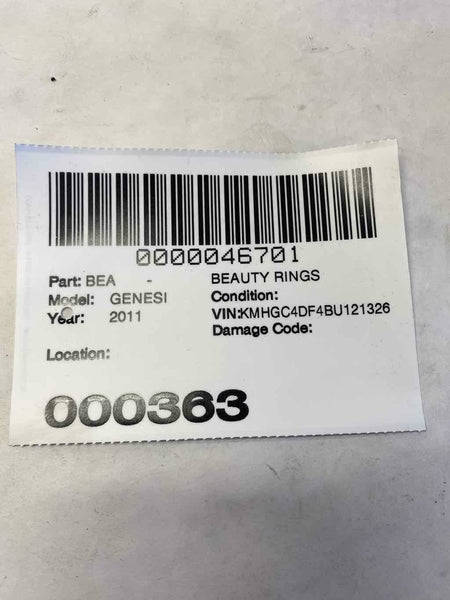 0000046701
Part: BEA - BEAUTY RINGS
Model: GENESI Condition:
Year: 2011 VIN:KMHGC4DF4BU121326
Damage Code:
Location:
000363